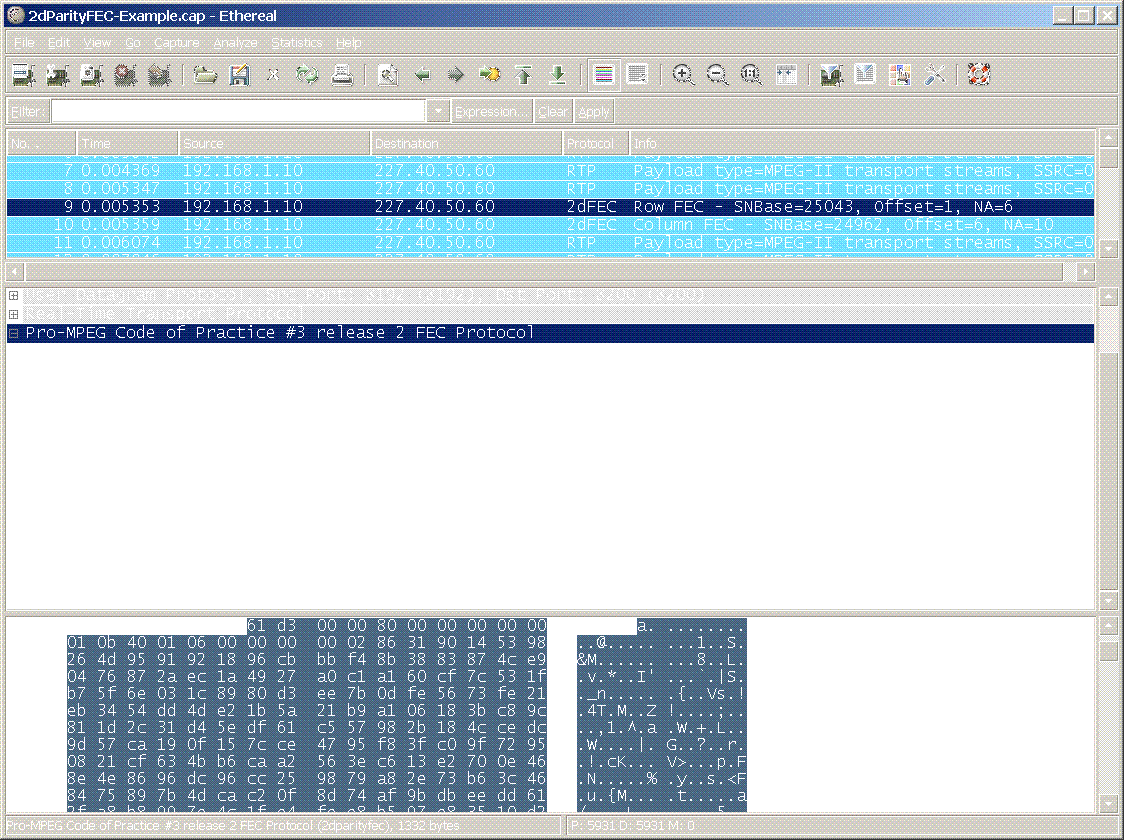 2dParityFEC-Example.cap - Ethereal
File Edit View Go Capture Analyze Statistics Help
Filter: Expression... Clear Apply
No. . Time Source Destination Protocol Info
7 0.004369 192.168.1.10 227.40.50.60 RTP Payload type=MPEG-II transport streams, SSRC=0
8 0.005347 192.168.1.10 227.40.50.60 RTP Payload type=MPEG-II transport streams, SSRC=0
9 0.005353 192.168.1.10 227.40.50.60 2dFEC Row FEC - SNBase=25043, Offset=1, NA=6
10 0.005359 192.168.1.10 227.40.50.60 2dFEC Column FEC - SNBase=24962, Offset=6, NA=10
11 0.006074 192.168.1.10 227.40.50.60 RTP Payload type=MPEG-II transport streams, SSRC=0
User Datagram Protocol, Src Port: 3192 (3192), Dst Port: 3200 (3200)
Real-Time Transport Protocol
Pro-MPEG Code of Practice #3 release 2 FEC Protocol
61 d3 00 00 80 00 00 00 00 00 a. ........
01 0b 40 01 06 00 00 00 00 02 86 31 90 14 53 98 ..@..... ...1..S.
26 4d 95 91 92 18 96 cb bb f4 8b 38 83 87 4c e9 &M...... ...8..L.
04 76 87 2a ec 1a 49 27 a0 c1 a1 60 cf 7c 53 1f .v.*..I' ...`.|S.
b7 5f 6e 03 1c 89 80 d3 ee 7b 0d fe 56 73 fe 21 ._n..... .{..Vs.!
eb 34 54 dd 4d e2 1b 5a 21 b9 a1 06 18 3b c8 9c .4T.M..Z !....;..
81 1d 2c 31 d4 5e df 61 c5 57 98 2b 18 4c ce dc ..,1.^.a .W.+.L..
9d 57 ca 19 0f 15 7c ce 47 95 f8 3f c0 9f 72 95 .W....|. G..?..r.
08 21 cf 63 4b b6 ca a2 56 3e c6 13 e2 70 0e 46 .!.cK... V>...p.F
8e 4e 86 96 dc 96 cc 25 98 79 a8 2e 73 b6 3c 46 .N.....% .y..s.<F
84 75 89 7b 4d ca c2 0f 8d 74 af 9b db ee dd 61 .u.{M... .t.....a
Pro-MPEG Code of Practice #3 release 2 FEC Protocol (2dparityfec), 1332 bytes P: 5931 D: 5931 M: 0